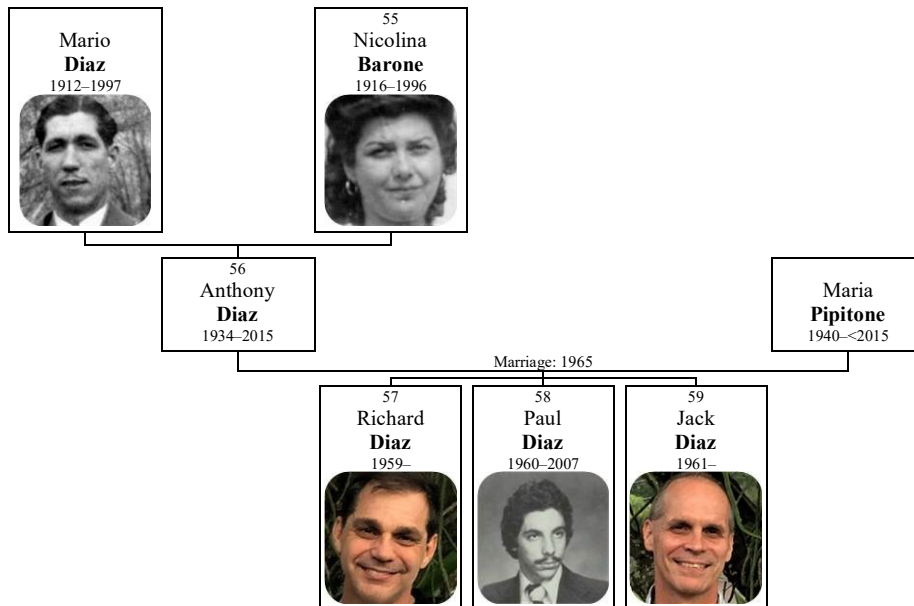 Mario
Diaz
1912–1997
55
Nicolina
Barone
1916–1996
56
Anthony
Diaz
1934–2015
Maria
Pipitone
1940–<2015
Marriage: 1965
57
Richard
Diaz
1959–
58
Paul
Diaz
1960–2007
59
Jack
Diaz
1961–